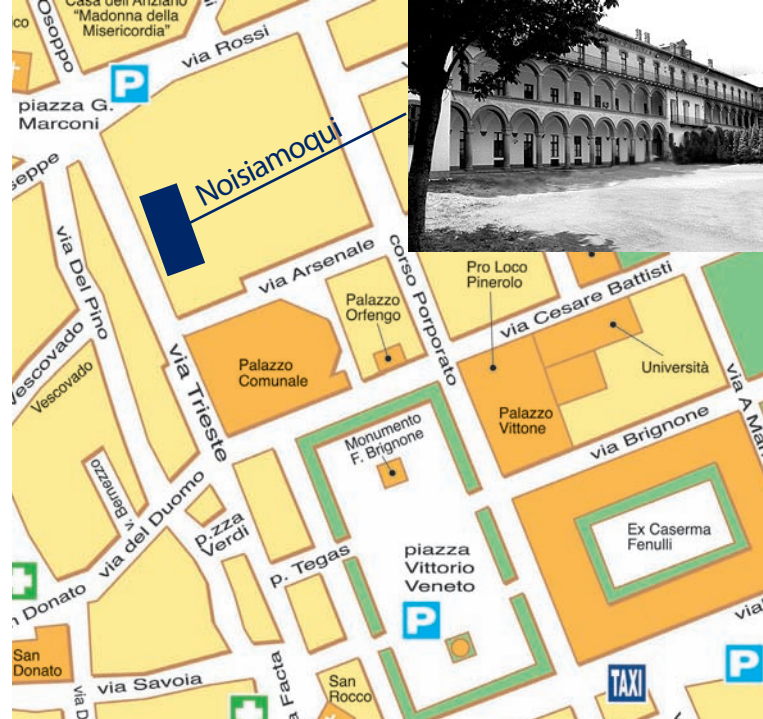 Osoppo
Casa dell'Anziano
"Madonna della
Misericordia"
via Rossi
P
piazza G.
Marconi
Noisiamoqui
via Del Pino
via Arsenale
corso Porporato
Pro Loco
Pinerolo
via Cesare Battisti
Palazzo
Orfengo
Palazzo
Comunale
Università
Vescovado
Vescovado
via Trieste
Palazzo
Vittone
via Brignone
Monumento
F. Brignone
v. Bernezzo
via del Duomo
p.zza
Verdi
p. Tegas
piazza
Vittorio
Veneto
Ex Caserma
Fenulli
P
San
Donato
via Savoia
Facta
San
Rocco
TAXI
P